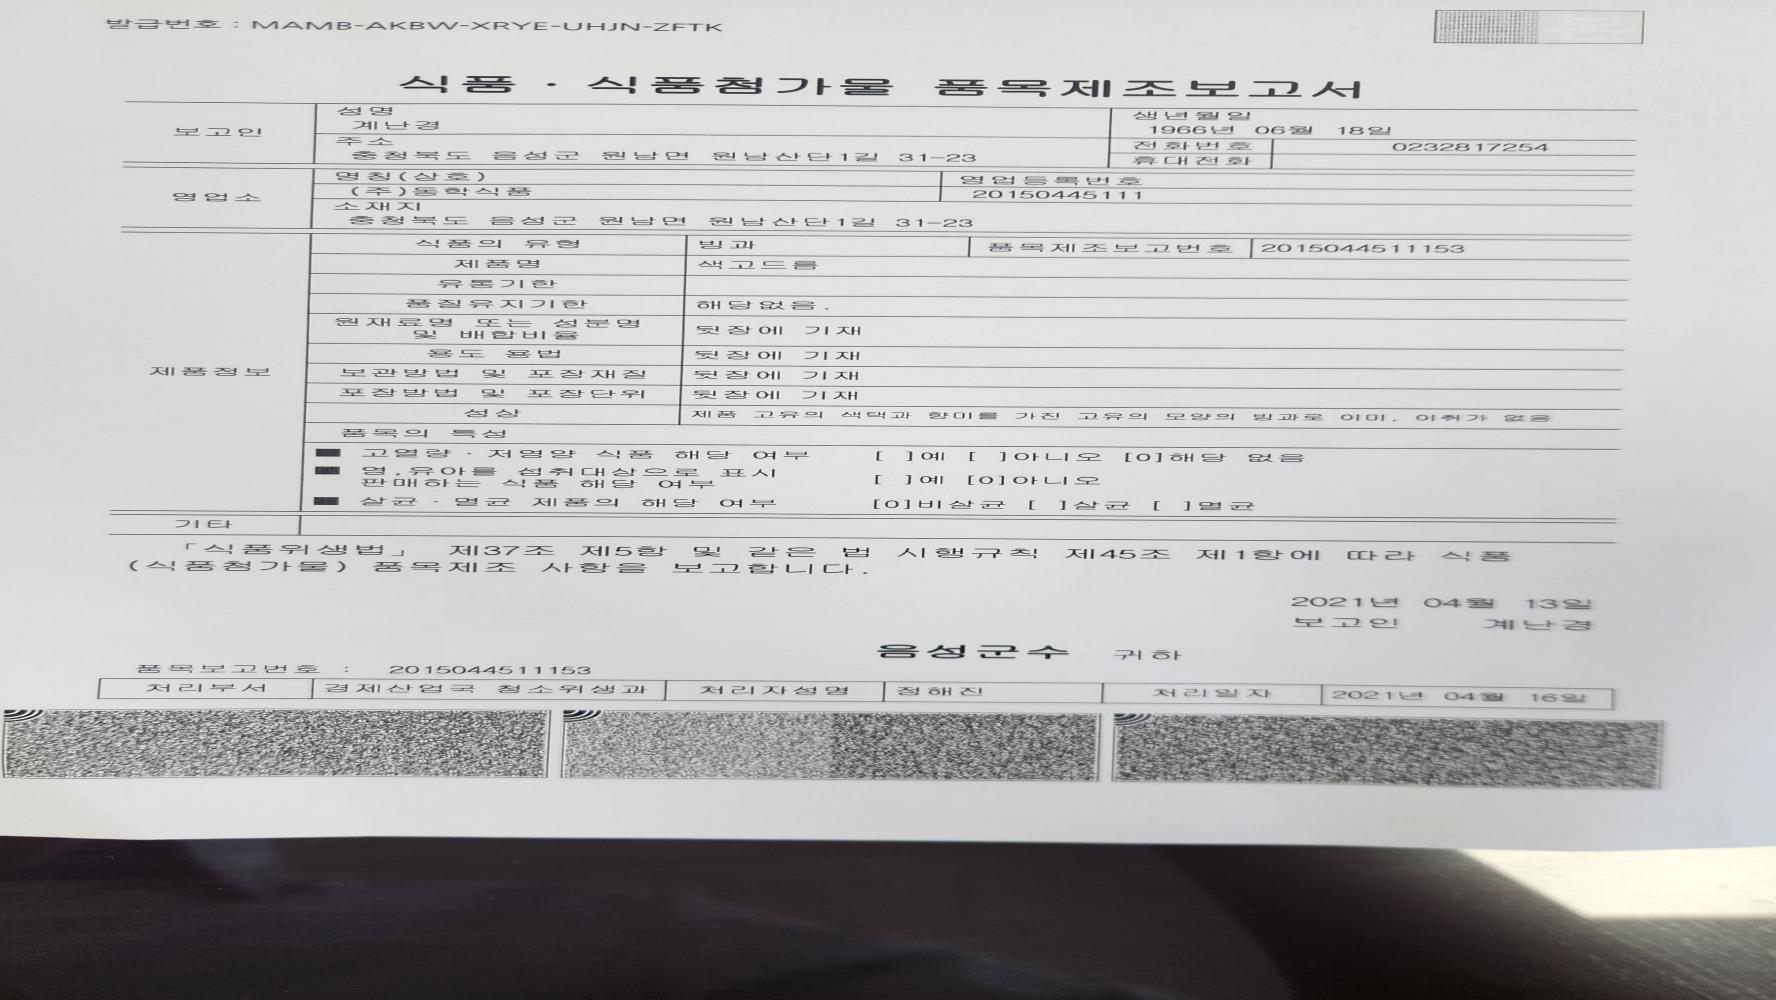 발급번호 : MAMB-AKBW-XRYE-UHJN-ZFTK
식품 · 식품첨가물 품목제조보고서
보고인
성명
계난경
생년월일
1966년 06월 18일
주소
충청북도 음성군 원남면 원남산단1길 31-23
전화번호 0232817254
휴대전화
영업소
명칭(상호)
(주)동학식품
영업등록번호
20150445111
소재지
충청북도 음성군 원남면 원남산단1길 31-23
제품정보
식품의 유형 빙과 품목제조보고번호 2015044511153
제품명 색고드름
유통기한
품질유지기한 해당없음.
원재료명 또는 성분명
및 배합비율 뒷장에 기재
용도 용법 뒷장에 기재
보관방법 및 포장재질 뒷장에 기재
포장방법 및 포장단위 뒷장에 기재
성상 제품 고유의 색택과 향미를 가진 고유의 모양의 빙과로 이미, 이취가 없음
품목의 특성
■ 고열량 · 저영양 식품 해당 여부 [ ]예 [ ]아니오 [O]해당 없음
■ 영,유아를 섭취대상으로 표시
판매하는 식품 해당 여부 [ ]예 [O]아니오
■ 살균 · 멸균 제품의 해당 여부 [O]비살균 [ ]살균 [ ]멸균
기타
「식품위생법」 제37조 제5항 및 같은 법 시행규칙 제45조 제1항에 따라 식품
(식품첨가물) 품목제조 사항을 보고합니다.
2021년 04월 13일
보고인 계난경
음성군수 귀하
품목보고번호 : 2015044511153
처리부서 경제산업국 청소위생과 처리자성명 정해진 처리일자 2021년 04월 16일